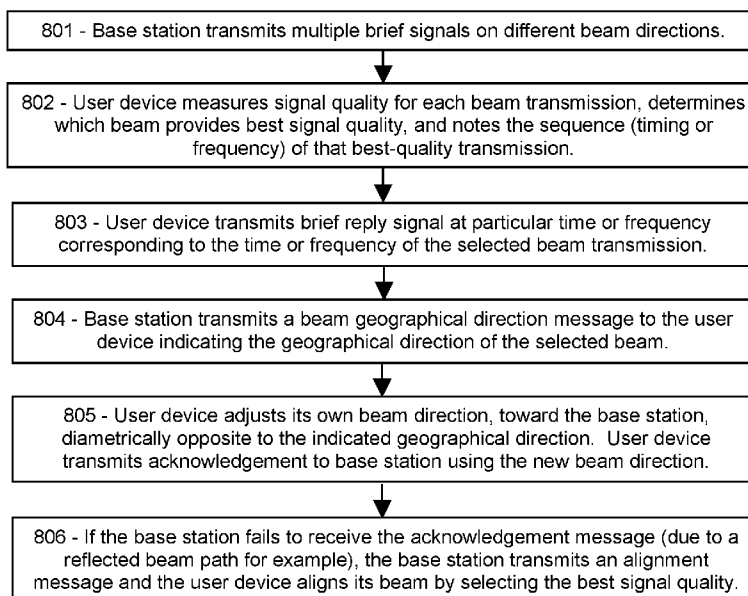 801 - Base station transmits multiple brief signals on different beam directions.
802 - User device measures signal quality for each beam transmission, determines
which beam provides best signal quality, and notes the sequence (timing or
frequency) of that best-quality transmission.
803 - User device transmits brief reply signal at particular time or frequency
corresponding to the time or frequency of the selected beam transmission.
804 - Base station transmits a beam geographical direction message to the user
device indicating the geographical direction of the selected beam.
805 - User device adjusts its own beam direction, toward the base station,
diametrically opposite to the indicated geographical direction.  User device
transmits acknowledgement to base station using the new beam direction.
806 - If the base station fails to receive the acknowledgement message (due to a
reflected beam path for example), the base station transmits an alignment
message and the user device aligns its beam by selecting the best signal quality.